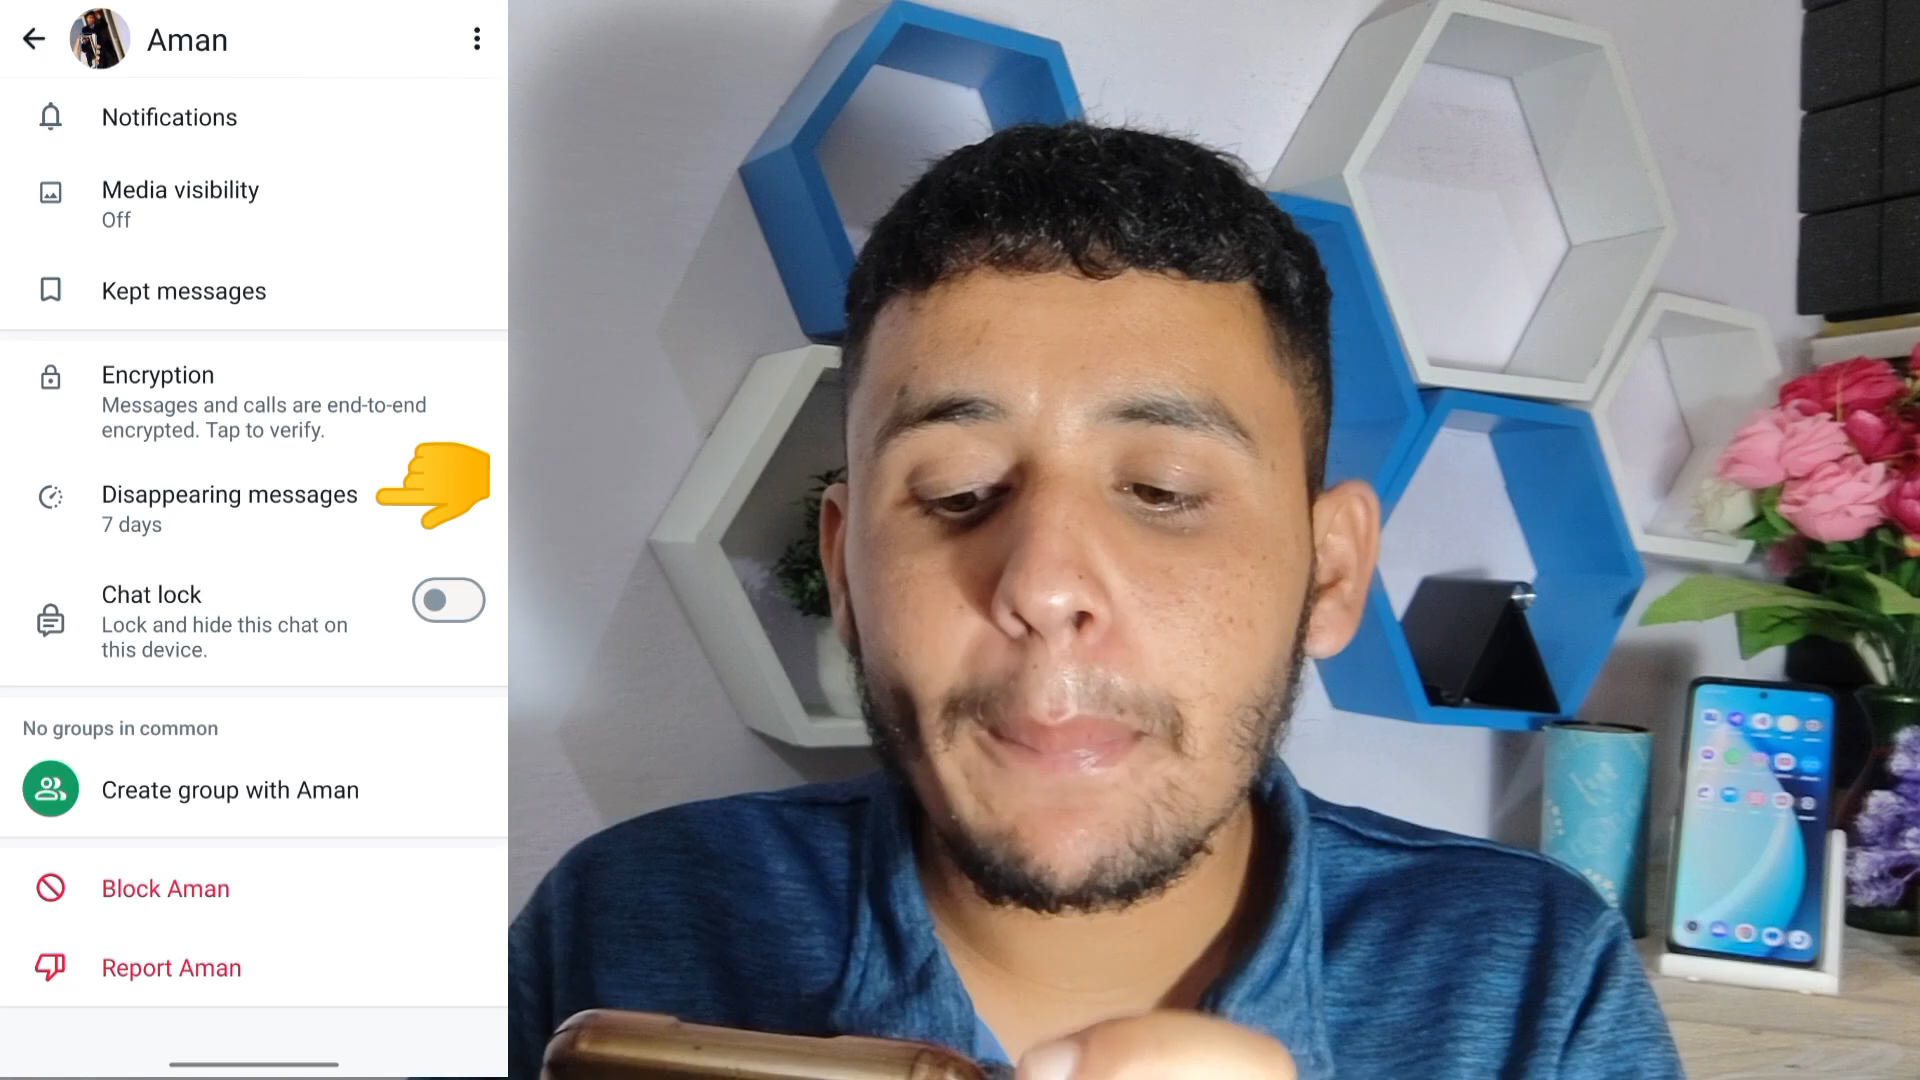 Aman
Notifications
Media visibility
Off
Kept messages
Encryption
Messages and calls are end-to-end
encrypted. Tap to verify.
Disappearing messages
7 days
Chat lock
Lock and hide this chat on
this device.
No groups in common
Create group with Aman
Block Aman
Report Aman